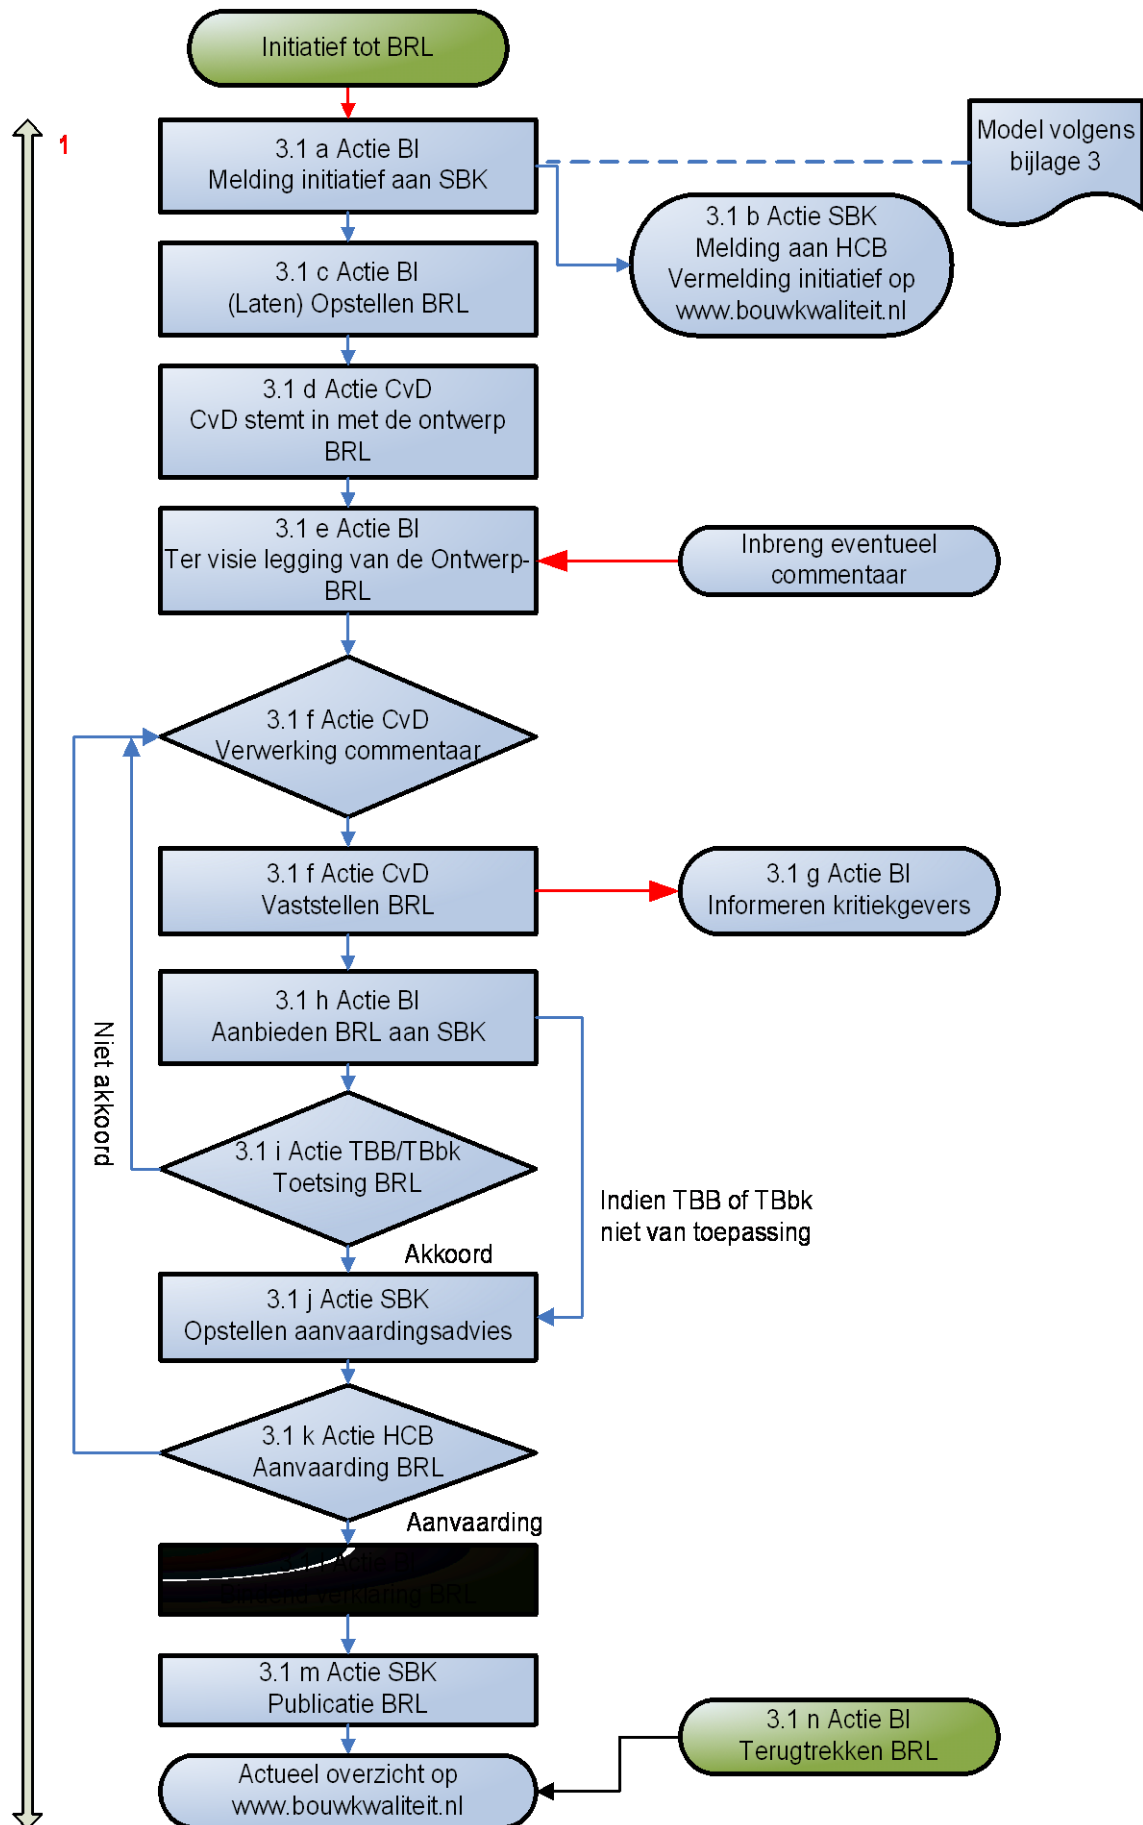 Initiatief tot BRL
1
3.1 a Actie BI
Melding initiatief aan SBK
Model volgens
bijlage 3
3.1 b Actie SBK
Melding aan HCB
Vermelding initiatief op
www.bouwkwaliteit.nl
3.1 c Actie BI
(Laten) Opstellen BRL
3.1 d Actie CvD
CvD stemt in met de ontwerp
BRL
3.1 e Actie BI
Ter visie legging van de Ontwerp-
BRL
Inbreng eventueel
commentaar
3.1 f Actie CvD
Verwerking commentaar
3.1 f Actie CvD
Vaststellen BRL
3.1 g Actie BI
Informeren kritiekgevers
3.1 h Actie BI
Aanbieden BRL aan SBK
Niet akkoord
3.1 i Actie TBB/TBbk
Toetsing BRL
Indien TBB of TBbk
niet van toepassing
Akkoord
3.1 j Actie SBK
Opstellen aanvaardingsadvies
3.1 k Actie HCB
Aanvaarding BRL
Aanvaarding
Actie BI
verklaring BRL
3.1 m Actie SBK
Publicatie BRL
3.1 n Actie BI
Terugtrekken BRL
Actueel overzicht op
www.bouwkwaliteit.nl